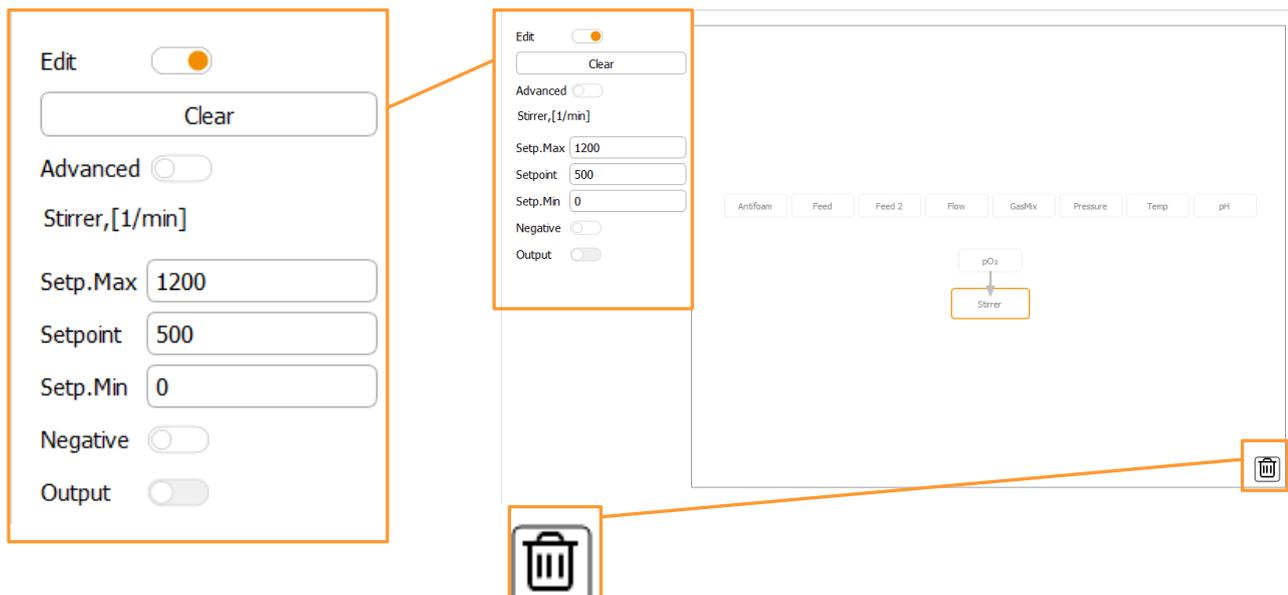 Edit
Clear
Advanced
Stirrer,[1/min]
Setp.Max 1200
Setpoint 500
Setp.Min 0
Negative
Output
Edit
Clear
Advanced
Stirrer,[1/min]
Setp.Max 1200
Setpoint 500
Setp.Min 0
Negative
Output
Antifoam Feed Feed 2 Flow GasMix Pressure Temp pH
pO₂
Stirrer